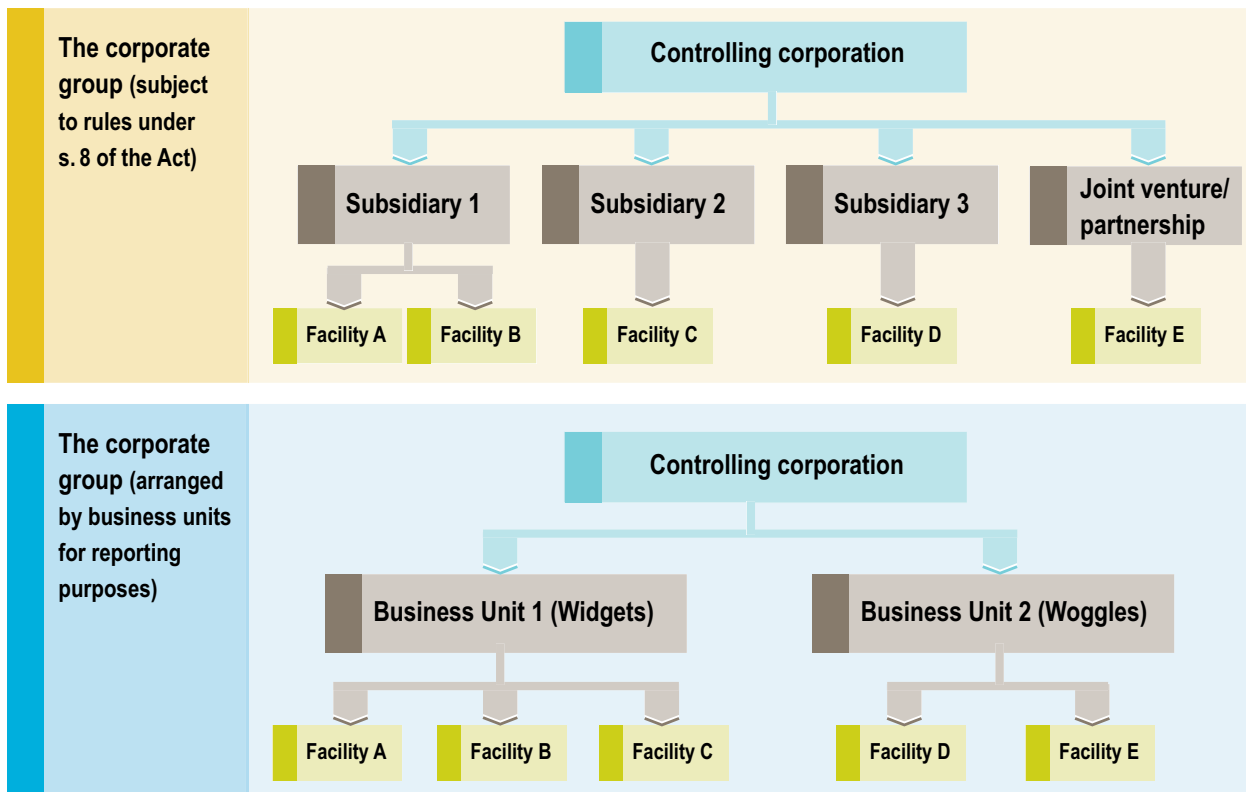 The corporate
group (subject
to rules under
s. 8 of the Act)
Controlling corporation
Subsidiary 1
Subsidiary 2
Subsidiary 3
Joint venture/
partnership
Facility A
Facility B
Facility C
Facility D
Facility E
The corporate
group (arranged
by business units
for reporting
purposes)
Controlling corporation
Business Unit 1 (Widgets)
Business Unit 2 (Woggles)
Facility A
Facility B
Facility C
Facility D
Facility E